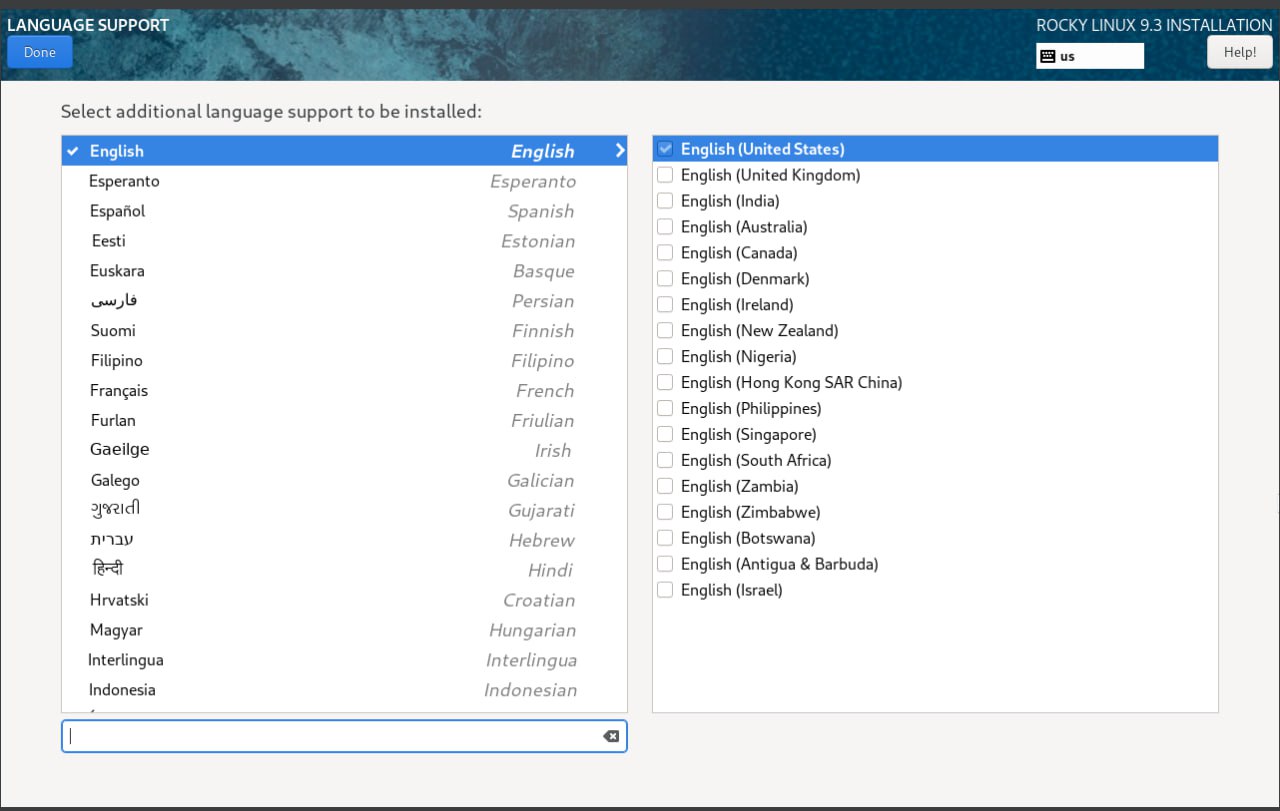 LANGUAGE SUPPORT
ROCKY LINUX 9.3 INSTALLATION
Done
us
Help!
Select additional language support to be installed:
English English
Esperanto Esperanto
Español Spanish
Eesti Estonian
Euskara Basque
فارسی Persian
Suomi Finnish
Filipino Filipino
Français French
Furlan Friulian
Gaeilge Irish
Galego Galician
ગુજરાતી Gujarati
עברית Hebrew
हिन्दी Hindi
Hrvatski Croatian
Magyar Hungarian
Interlingua Interlingua
Indonesia Indonesian
English (United States)
English (United Kingdom)
English (India)
English (Australia)
English (Canada)
English (Denmark)
English (Ireland)
English (New Zealand)
English (Nigeria)
English (Hong Kong SAR China)
English (Philippines)
English (Singapore)
English (South Africa)
English (Zambia)
English (Zimbabwe)
English (Botswana)
English (Antigua & Barbuda)
English (Israel)